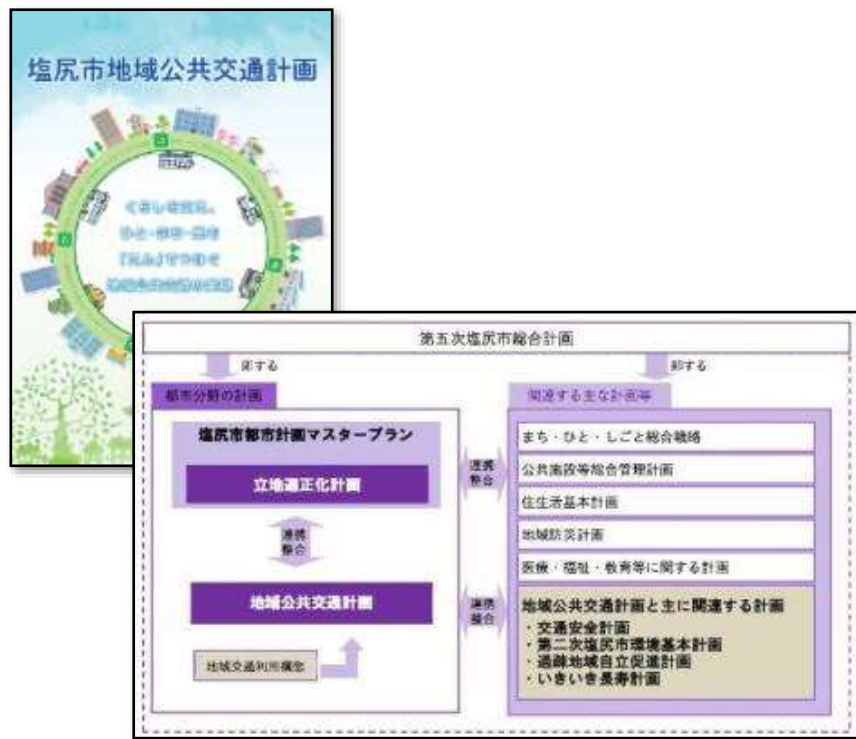 塩尻市地域公共交通計画
第五次塩尻市総合計画
即する
即する
都市分野の計画
関連する主な計画等
塩尻市都市計画マスタープラン
立地適正化計画
連携
整合
地域公共交通計画
連携
整合
まち・ひと・しごと総合戦略
公共施設等総合管理計画
住生活基本計画
地域防災計画
医療・福祉・教育等に関する計画
連携
整合
地域公共交通計画と主に関連する計画
・交通安全計画
・第二次塩尻市環境基本計画
・過疎地域自立促進計画
・いきいき長寿計画